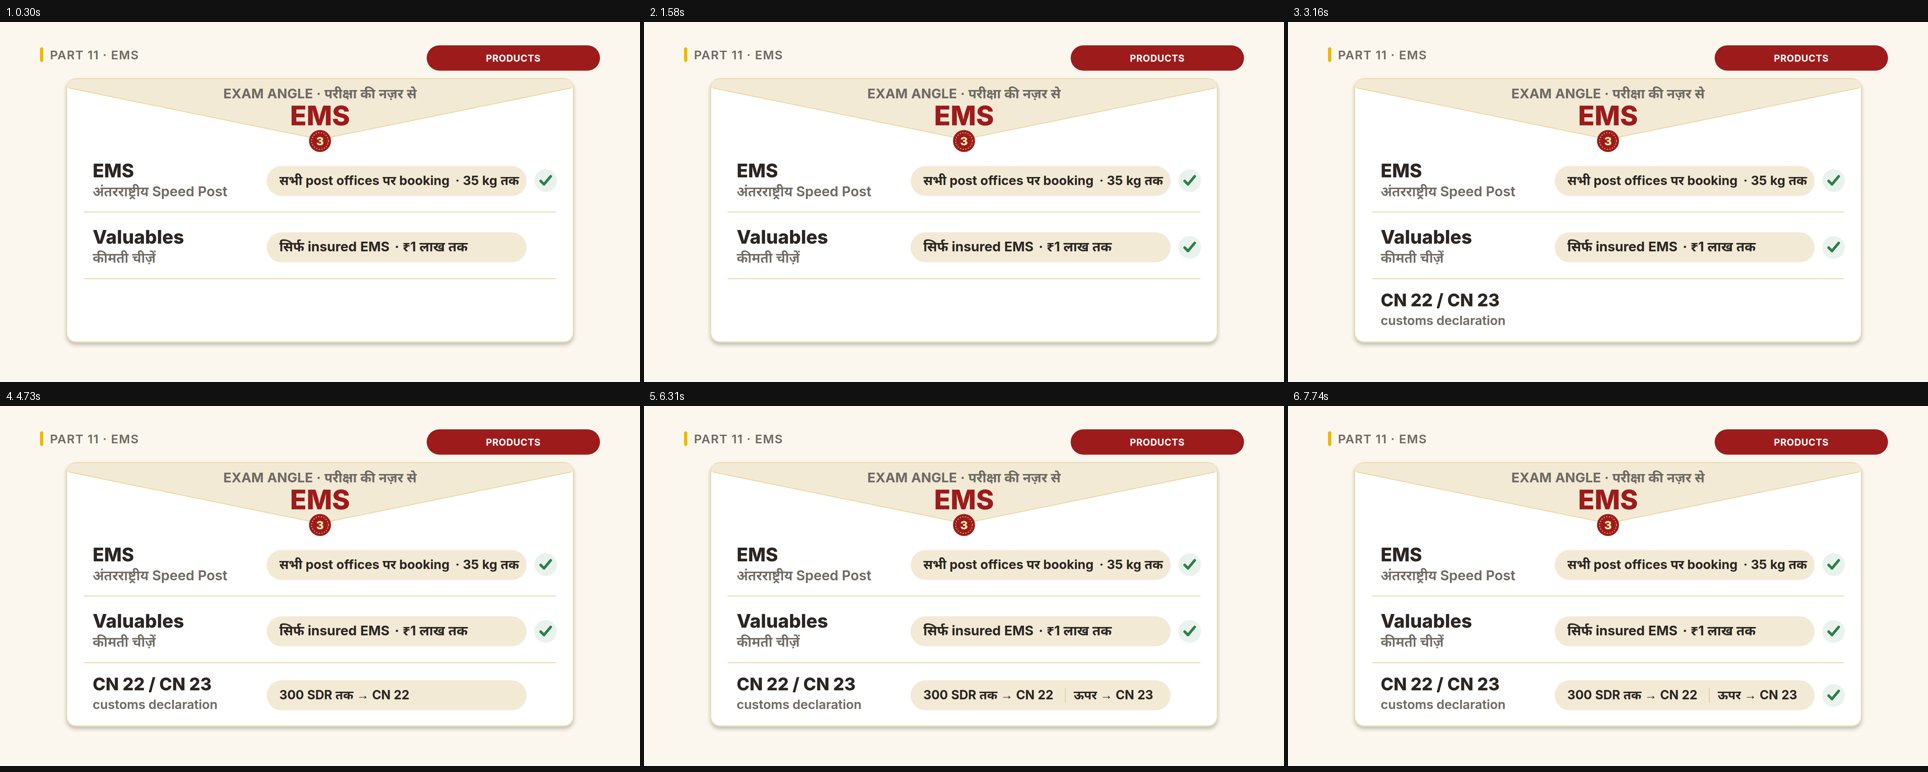 1. 0.30s
PART 11 · EMS
PRODUCTS
EXAM ANGLE · परीक्षा की नज़र से
EMS
3
EMS
अंतरराष्ट्रीय Speed Post
सभी post offices पर booking · 35 kg तक
Valuables
कीमती चीज़ें
सिर्फ insured EMS · ₹1 लाख तक
2. 1.58s
PART 11 · EMS
PRODUCTS
EXAM ANGLE · परीक्षा की नज़र से
EMS
3
EMS
अंतरराष्ट्रीय Speed Post
सभी post offices पर booking · 35 kg तक
Valuables
कीमती चीज़ें
सिर्फ insured EMS · ₹1 लाख तक
3. 3.16s
PART 11 · EMS
PRODUCTS
EXAM ANGLE · परीक्षा की नज़र से
EMS
3
EMS
अंतरराष्ट्रीय Speed Post
सभी post offices पर booking · 35 kg तक
Valuables
कीमती चीज़ें
सिर्फ insured EMS · ₹1 लाख तक
CN 22 / CN 23
customs declaration
4. 4.73s
PART 11 · EMS
PRODUCTS
EXAM ANGLE · परीक्षा की नज़र से
EMS
3
EMS
अंतरराष्ट्रीय Speed Post
सभी post offices पर booking · 35 kg तक
Valuables
कीमती चीज़ें
सिर्फ insured EMS · ₹1 लाख तक
CN 22 / CN 23
customs declaration
300 SDR तक → CN 22
5. 6.31s
PART 11 · EMS
PRODUCTS
EXAM ANGLE · परीक्षा की नज़र से
EMS
3
EMS
अंतरराष्ट्रीय Speed Post
सभी post offices पर booking · 35 kg तक
Valuables
कीमती चीज़ें
सिर्फ insured EMS · ₹1 लाख तक
CN 22 / CN 23
customs declaration
300 SDR तक → CN 22 | ऊपर → CN 23
6. 7.74s
PART 11 · EMS
PRODUCTS
EXAM ANGLE · परीक्षा की नज़र से
EMS
3
EMS
अंतरराष्ट्रीय Speed Post
सभी post offices पर booking · 35 kg तक
Valuables
कीमती चीज़ें
सिर्फ insured EMS · ₹1 लाख तक
CN 22 / CN 23
customs declaration
300 SDR तक → CN 22 | ऊपर → CN 23